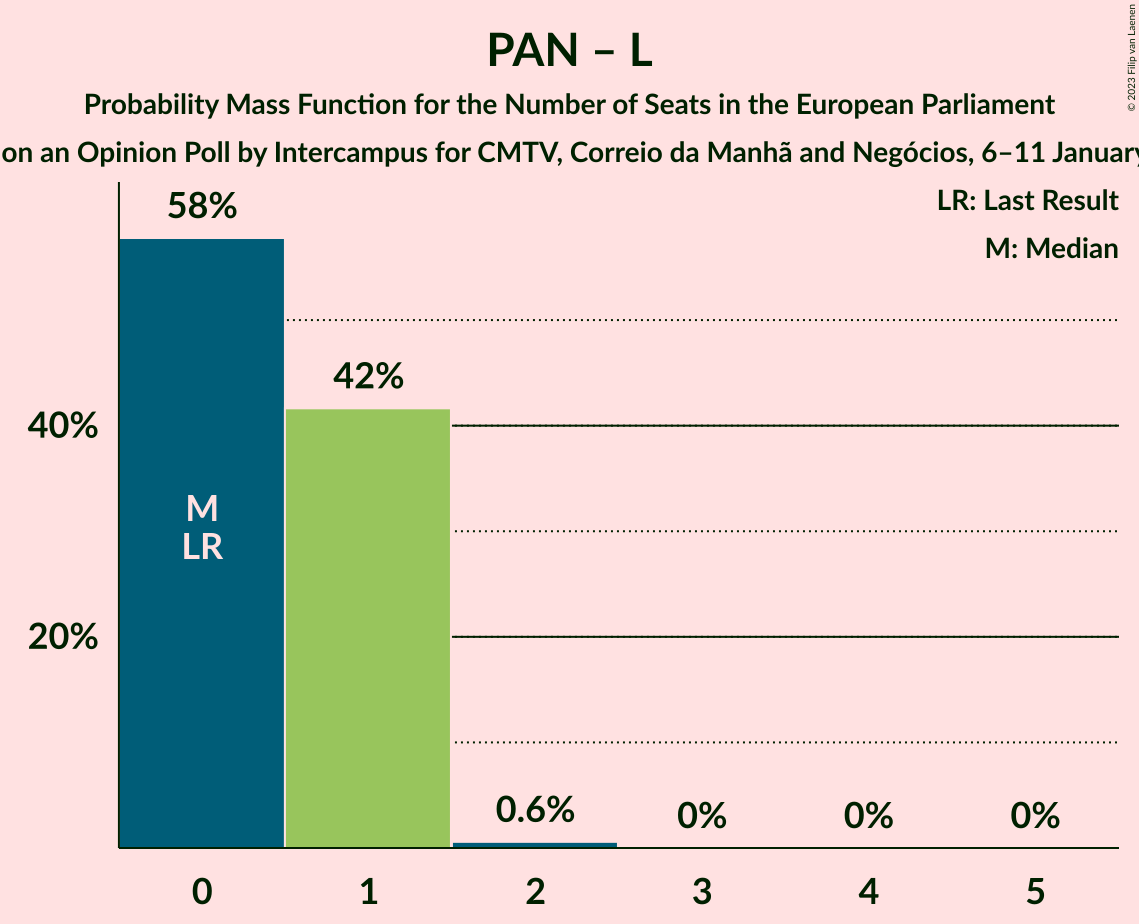 PAN – L
Probability Mass Function for the Number of Seats in the European Parliament
on an Opinion Poll by Intercampus for CMTV, Correio da Manhã and Negócios, 6–11 January
© 2023 Filip van Laenen
LR: Last Result
M: Median
58%
42%
40%
M
LR
20%
0.6%
0%
0%
0%
0
1
2
3
4
5